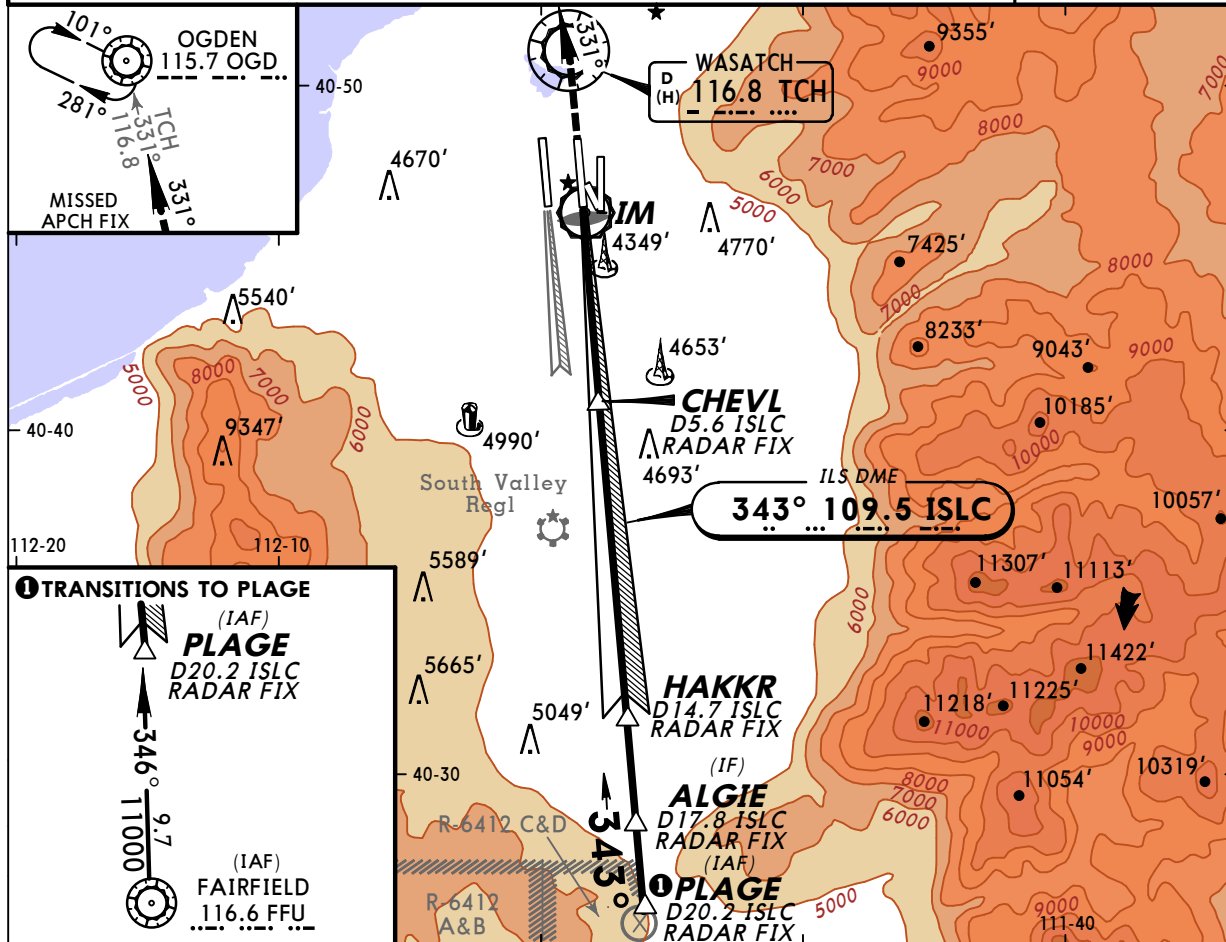 101°
OGDEN
115.7 OGD
281°
TCH
331°
116.8
331°
MISSED
APCH FIX
331°
D
(H)
WASATCH
116.8 TCH
40-50
9355'
9000
8000
7000
7000
6000
5000
4670'
IM
4349'
4770'
7425'
7000
8000
5540'
5000
8000
7000
6000
9347'
4653'
8233'
9043'
9000
CHEVL
D5.6 ISLC
RADAR FIX
10185'
10000
40-40
4990'
4693'
South Valley
Regl
ILS DME
343° 109.5 ISLC
10057'
112-20
112-10
5589'
11307'
11113'
6000
❶TRANSITIONS TO PLAGE
(IAF)
PLAGE
D20.2 ISLC
RADAR FIX
346°
11000
9.7
(IAF)
FAIRFIELD
116.6 FFU
5665'
11422'
11225'
11218'
11000
10000
9000
HAKKR
D14.7 ISLC
RADAR FIX
5049'
40-30
(IF)
ALGIE
D17.8 ISLC
RADAR FIX
8000
7000
6000
11054'
10319'
R-6412 C&D
343°
(IAF)
❶PLAGE
D20.2 ISLC
RADAR FIX
R-6412
A&B
5000
9000
111-40